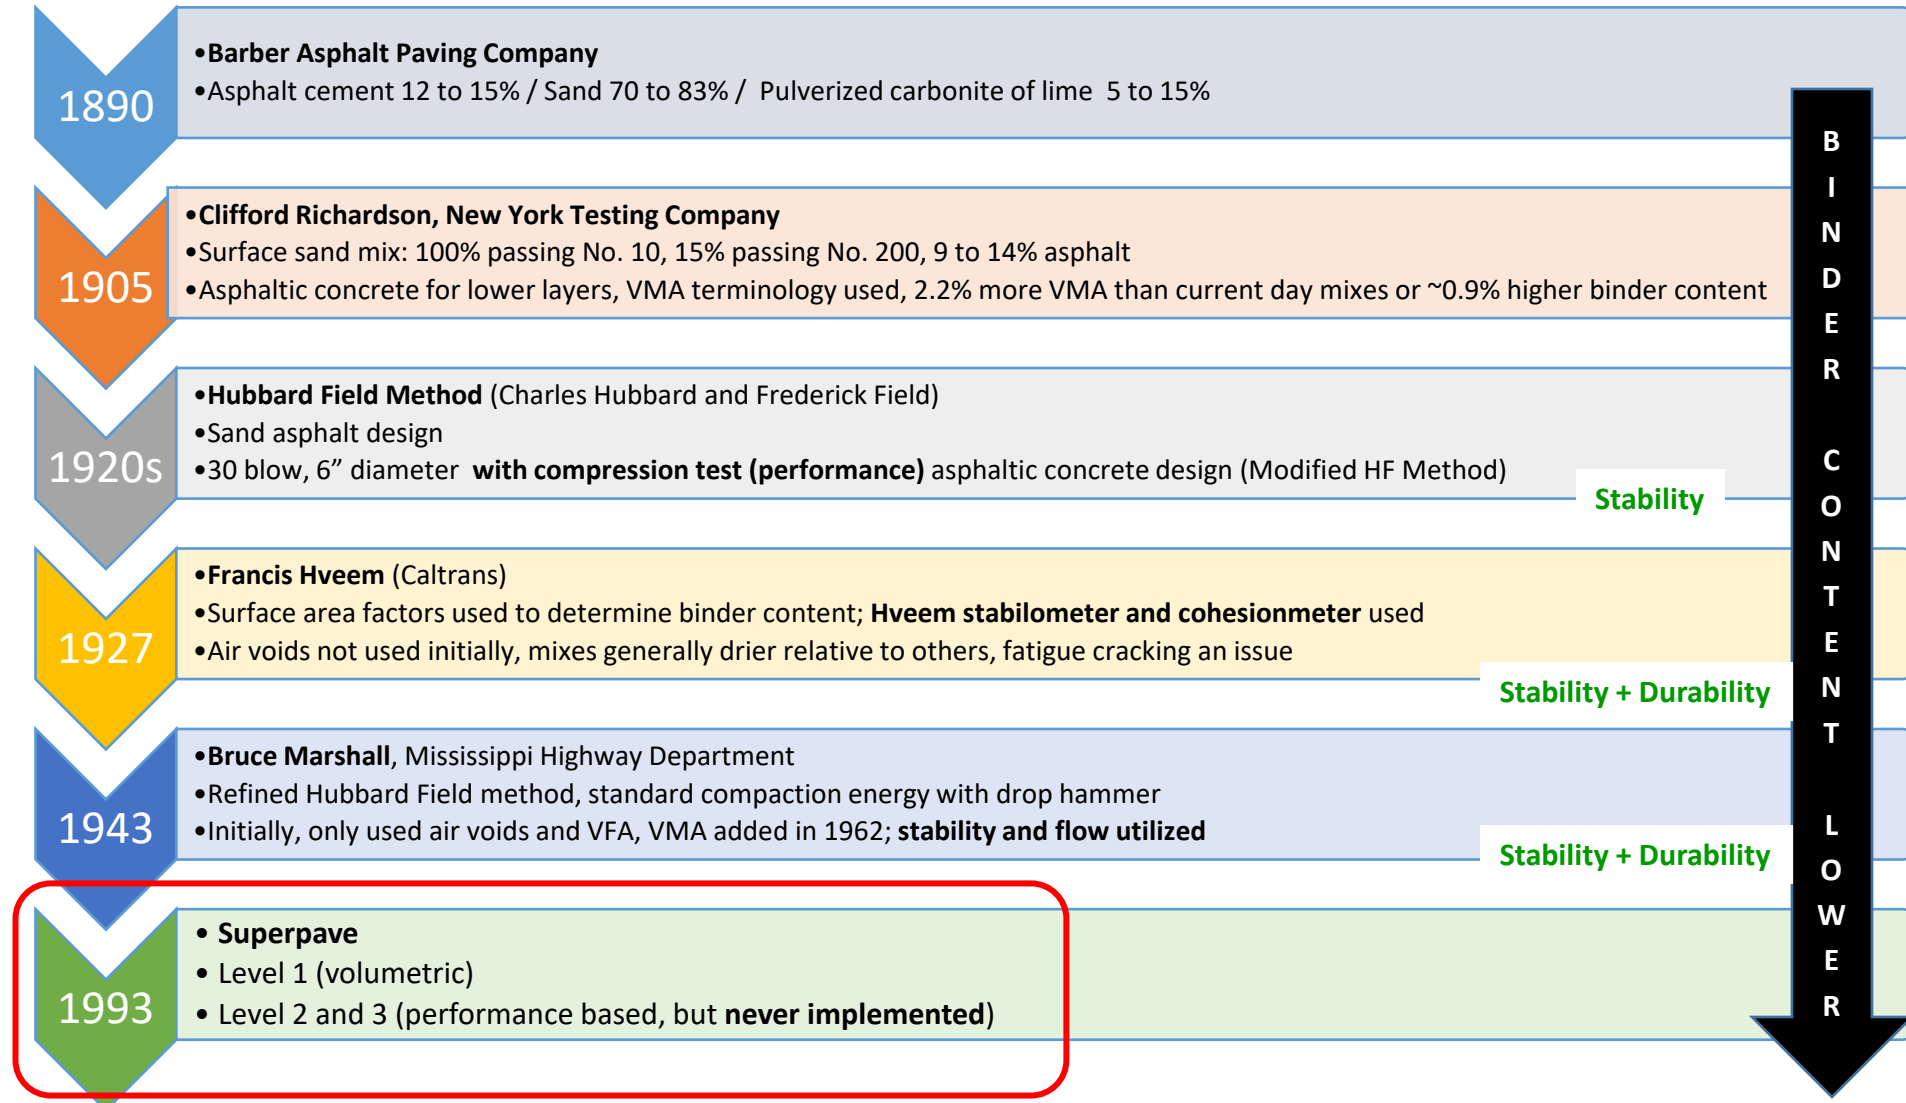 1890
•Barber Asphalt Paving Company
•Asphalt cement 12 to 15% / Sand 70 to 83% / Pulverized carbonite of lime 5 to 15%
1905
•Clifford Richardson, New York Testing Company
•Surface sand mix: 100% passing No. 10, 15% passing No. 200, 9 to 14% asphalt
•Asphaltic concrete for lower layers, VMA terminology used, 2.2% more VMA than current day mixes or ~0.9% higher binder content
1920s
•Hubbard Field Method (Charles Hubbard and Frederick Field)
•Sand asphalt design
•30 blow, 6” diameter with compression test (performance) asphaltic concrete design (Modified HF Method)
Stability
1927
•Francis Hveem (Caltrans)
•Surface area factors used to determine binder content; Hveem stabilometer and cohesionmeter used
•Air voids not used initially, mixes generally drier relative to others, fatigue cracking an issue
Stability + Durability
1943
•Bruce Marshall, Mississippi Highway Department
•Refined Hubbard Field method, standard compaction energy with drop hammer
•Initially, only used air voids and VFA, VMA added in 1962; stability and flow utilized
Stability + Durability
1993
• Superpave
• Level 1 (volumetric)
• Level 2 and 3 (performance based, but never implemented)
BINDER CONTENT LOWER